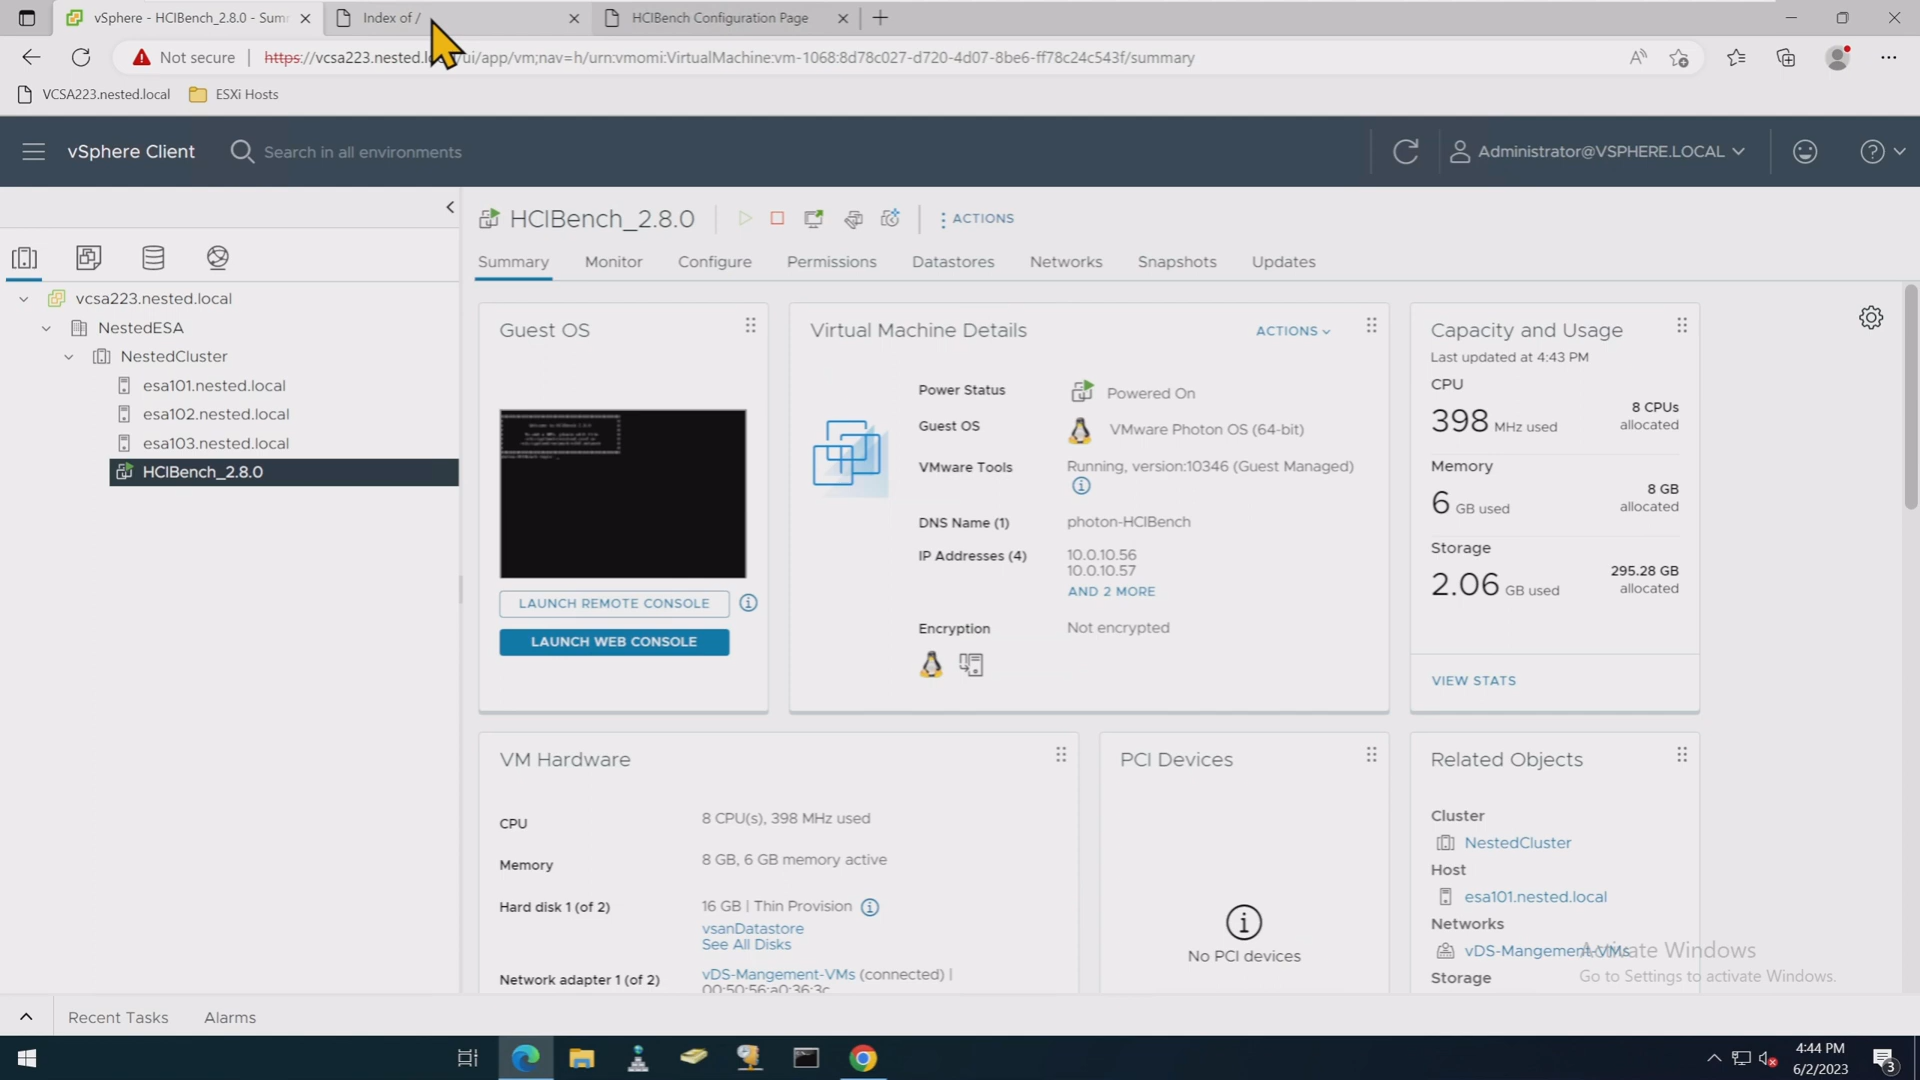 vSphere - HCIBench_2.8.0 - Sum
Index of /
HCIBench Configuration Page
Not secure
https://vcsa223.nested.local/ui/app/vm;nav=h/urn:vmomi:VirtualMachine:vm-1068:8d78c027-d720-4d07-8be6-ff78c24c543f/summary
VCSA223.nested.local
ESXi Hosts
vSphere Client
Search in all environments
Administrator@VSPHERE.LOCAL
HCIBench_2.8.0
ACTIONS
Summary
Monitor
Configure
Permissions
Datastores
Networks
Snapshots
Updates
vcsa223.nested.local
NestedESA
NestedCluster
esa101.nested.local
esa102.nested.local
esa103.nested.local
HCIBench_2.8.0
Guest OS
LAUNCH REMOTE CONSOLE
LAUNCH WEB CONSOLE
Virtual Machine Details
ACTIONS
Power Status
Powered On
Guest OS
VMware Photon OS (64-bit)
VMware Tools
Running, version:10346 (Guest Managed)
DNS Name (1)
photon-HCIBench
IP Addresses (4)
10.0.10.56
10.0.10.57
AND 2 MORE
Encryption
Not encrypted
Capacity and Usage
Last updated at 4:43 PM
CPU
398 MHz used
8 CPUs
allocated
Memory
6 GB used
8 GB
allocated
Storage
2.06 GB used
295.28 GB
allocated
VIEW STATS
VM Hardware
CPU
8 CPU(s), 398 MHz used
Memory
8 GB, 6 GB memory active
Hard disk 1 (of 2)
16 GB | Thin Provision
vsanDatastore
See All Disks
Network adapter 1 (of 2)
vDS-Mangement-VMs (connected) |
00:50:56:a0:36:3c
PCI Devices
No PCI devices
Related Objects
Cluster
NestedCluster
Host
esa101.nested.local
Networks
vDS-Mangement-VMs
Storage
Activate Windows
Go to Settings to activate Windows.
Recent Tasks
Alarms
4:44 PM
6/2/2023
3